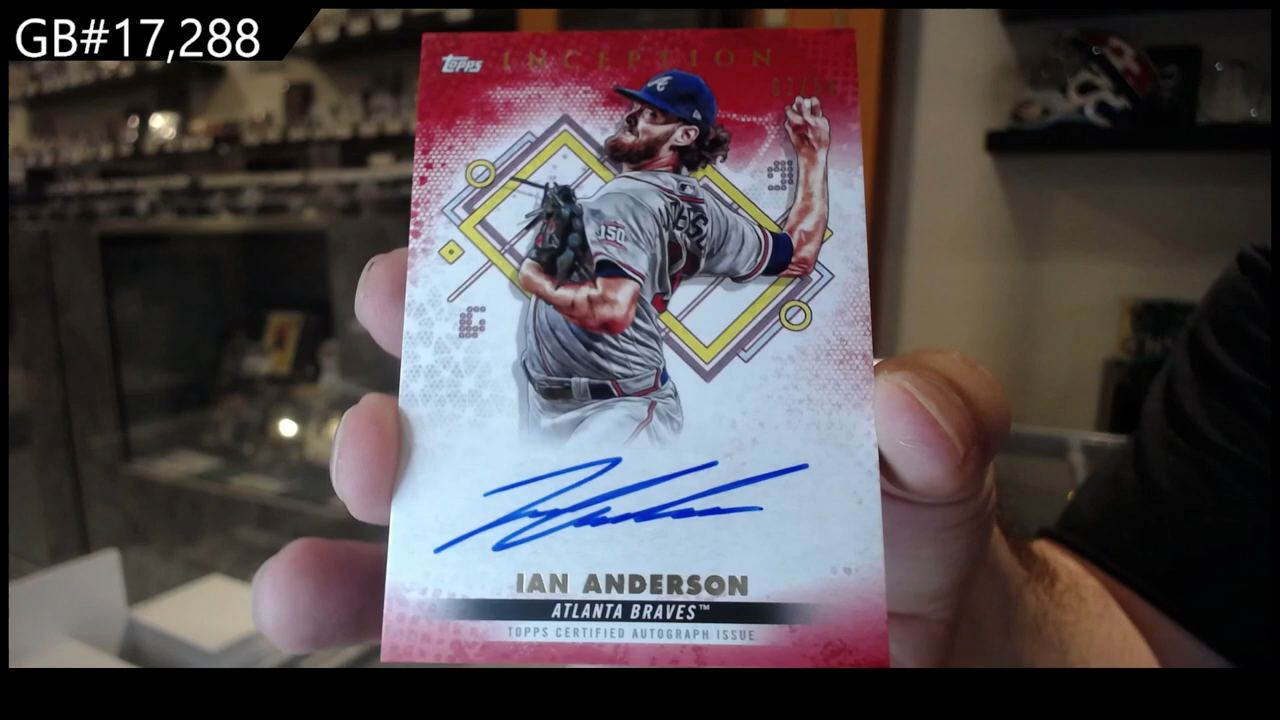 GB#17,288
Topps INCEPTION
150
IAN ANDERSON
ATLANTA BRAVES™
TOPPS CERTIFIED AUTOGRAPH ISSUE